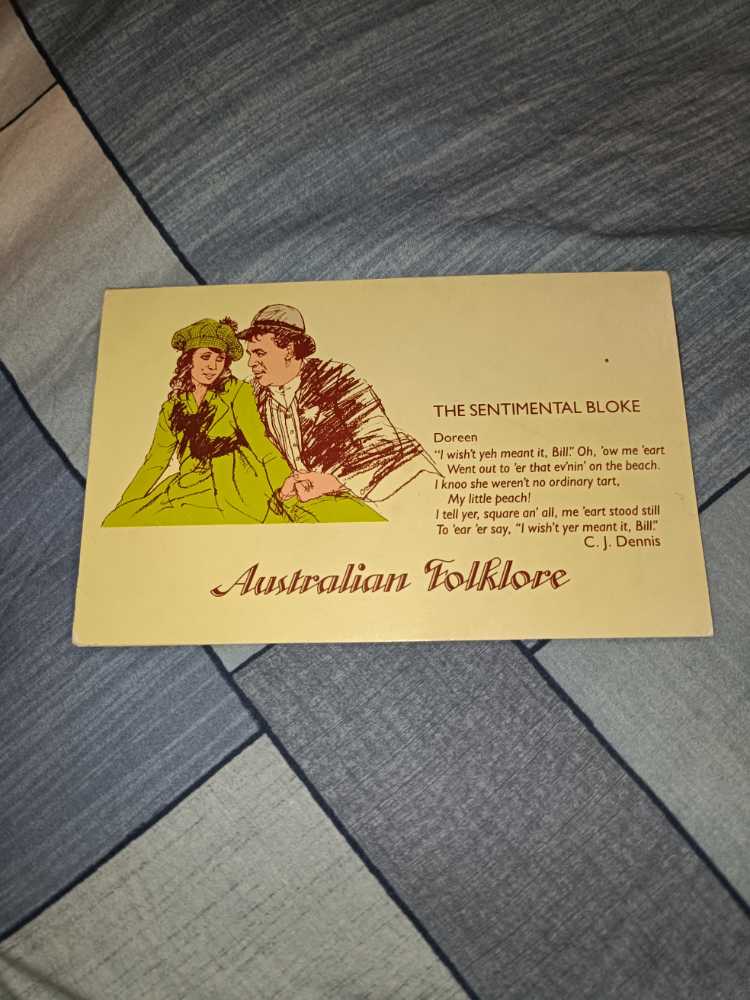 THE SENTIMENTAL BLOKE
Doreen
"I wish't yeh meant it, Bill." Oh, 'ow me 'eart
Went out to 'er that ev'nin' on the beach.
I knoo she weren't no ordinary tart,
My little peach!
I tell yer, square an' all, me 'eart stood still
To 'ear 'er say, "I wish't yer meant it, Bill."
C. J. Dennis
Australian Folklore